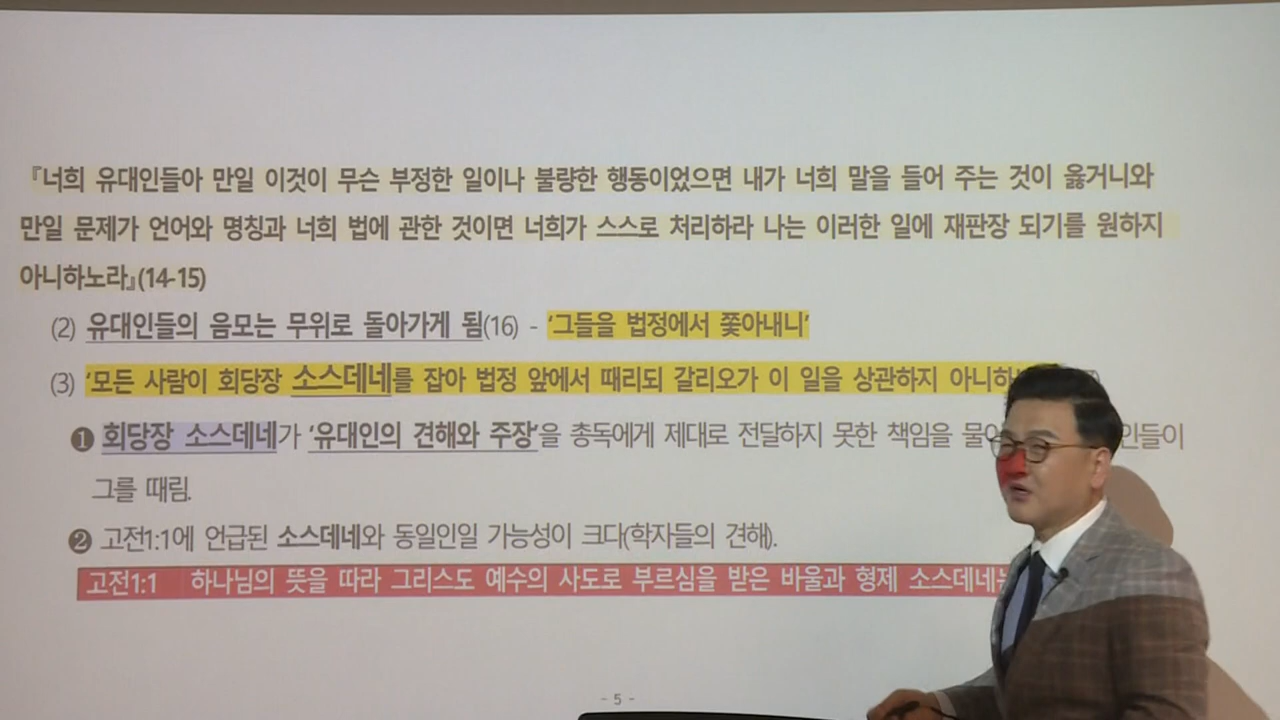 『너희 유대인들아 만일 이것이 무슨 부정한 일이나 불량한 행동이었으면 내가 너희 말을 들어 주는 것이 옳거니와
만일 문제가 언어와 명칭과 너희 법에 관한 것이면 너희가 스스로 처리하라 나는 이러한 일에 재판장 되기를 원하지
아니하노라』(14-15)
(2) 유대인들의 음모는 무위로 돌아가게 됨(16) - ‘그들을 법정에서 쫓아내니’
(3) ‘모든 사람이 회당장 소스데네를 잡아 법정 앞에서 때리되 갈리오가 이 일을 상관하지
❶ 회당장 소스데네가 ‘유대인의 견해와 주장’을 총독에게 제대로 전달하지 못한 책임을
그를 때림.
❷ 고전1:1에 언급된 소스데네와 동일인일 가능성이 크다(학자들의 견해).
고전1:1 하나님의 뜻을 따라 그리스도 예수의 사도로 부르심을 받은 바울과 형제 소스데네
- 5 -